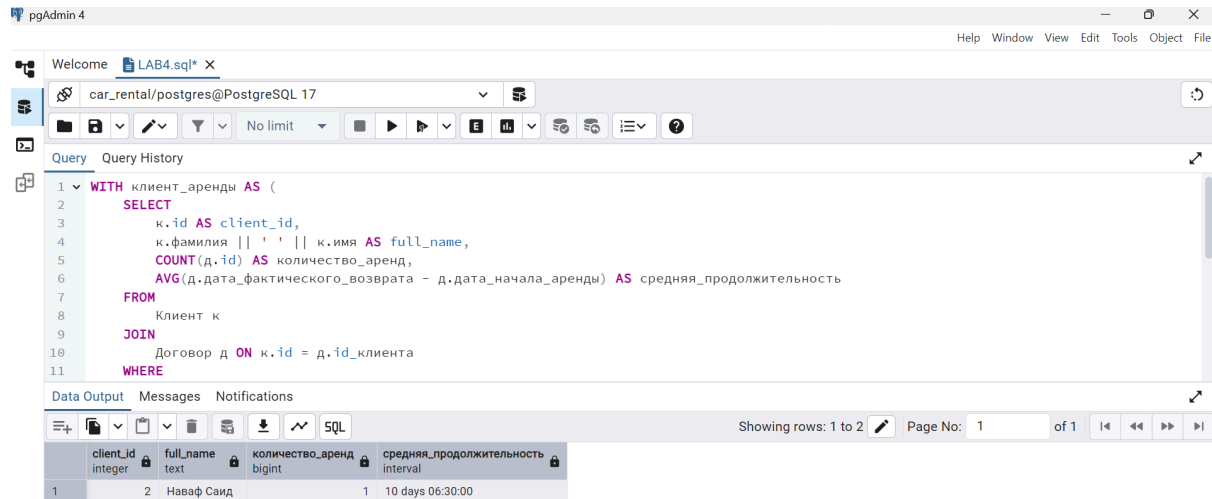 pgAdmin 4
Help Window View Edit Tools Object File
Welcome LAB4.sql*
car_rental/postgres@PostgreSQL 17
No limit
Query Query History
1 WITH клиент_аренды AS (
2 SELECT
3 к.id AS client_id,
4 к.фамилия || ' ' || к.имя AS full_name,
5 COUNT(д.id) AS количество_аренд,
6 AVG(д.дата_фактического_возврата - д.дата_начала_аренды) AS средняя_продолжительность
7 FROM
8 Клиент к
9 JOIN
10 Договор д ON к.id = д.id_клиента
11 WHERE
Data Output Messages Notifications
SQL Showing rows: 1 to 2 Page No: 1 of 1
client_id full_name количество_аренд средняя_продолжительность
integer text bigint interval
1 2 Наваф Саид 1 10 days 06:30:00